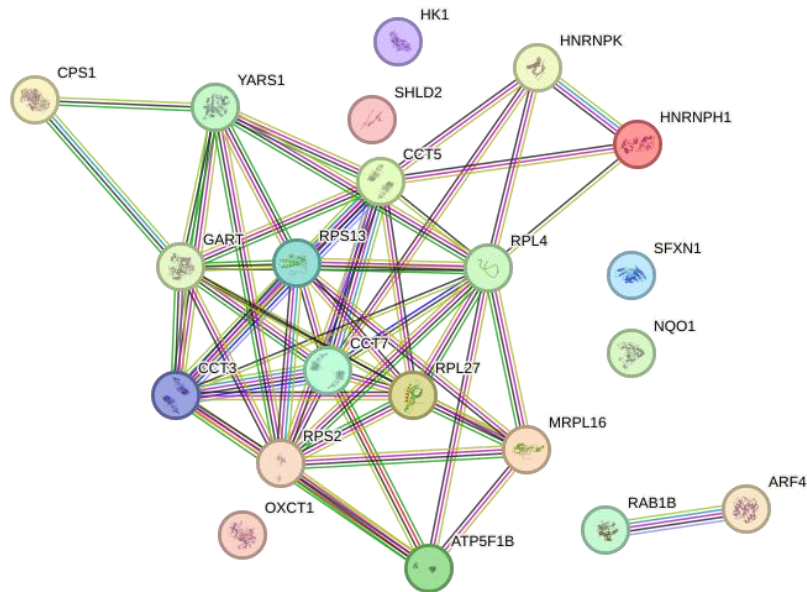 HK1
HNRNPK
CPS1
YARS1
SHLD2
HNRNPH1
CCT5
GART
RPS13
RPL4
SFXN1
NQO1
CCT7
CCT3
RPL27
MRPL16
RPS2
ARF4
RAB1B
OXCT1
ATP5F1B